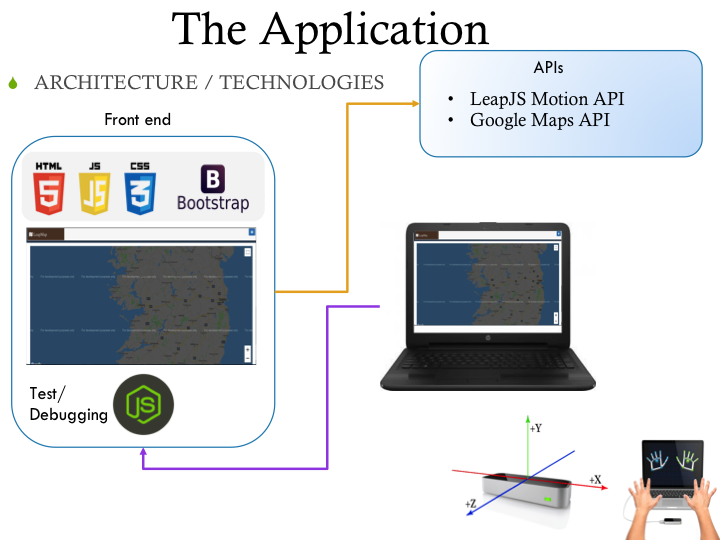 The Application
ARCHITECTURE / TECHNOLOGIES
APIs
• LeapJS Motion API
• Google Maps API
Front end
HTML
5
JS
JS
CSS
3
B
Bootstrap
Test/
Debugging
JS
+Y
+X
+Z